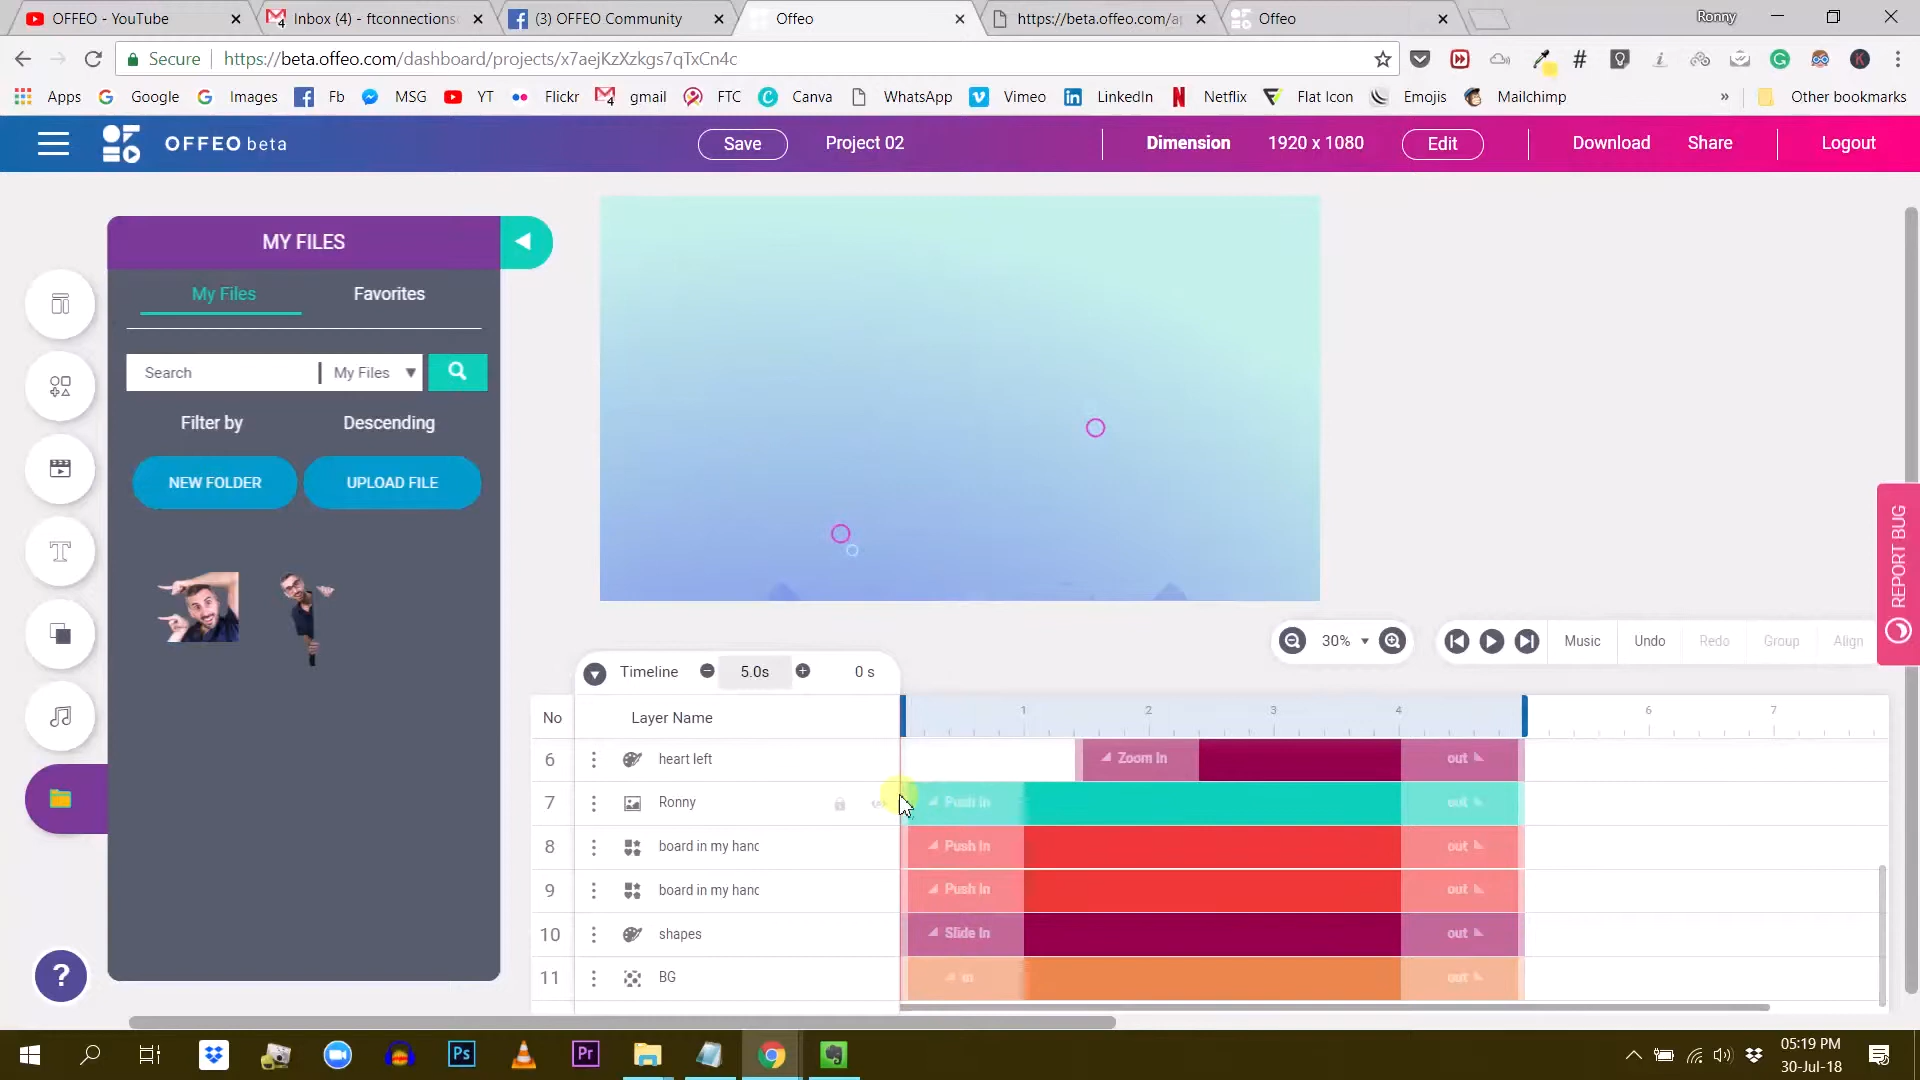 OFFEO - YouTube
Inbox (4) - ftconnections
(3) OFFEO Community
Offeo
https://beta.offeo.com/a
Offeo
Ronny
Secure
https://beta.offeo.com/dashboard/projects/x7aejKzXzkgs7qTxCn4c
Apps
Google
Images
Fb
MSG
YT
Flickr
gmail
FTC
Canva
WhatsApp
Vimeo
LinkedIn
Netflix
Flat Icon
Emojis
Mailchimp
»
Other bookmarks
OFFEO beta
Save
Project 02
Dimension
1920 x 1080
Edit
Download
Share
Logout
MY FILES
My Files
Favorites
Search
My Files
Filter by
Descending
NEW FOLDER
UPLOAD FILE
REPORT BUG
30%
Music
Undo
Redo
Group
Align
Timeline
5.0s
0 s
No
Layer Name
1
2
3
4
6
7
6 heart left Zoom In out
7 Ronny Push In out
8 board in my hand Push In out
9 board in my hand Push In out
10 shapes Slide In out
11 BG in out
?
Ps
Pr
05:19 PM
30-Jul-18